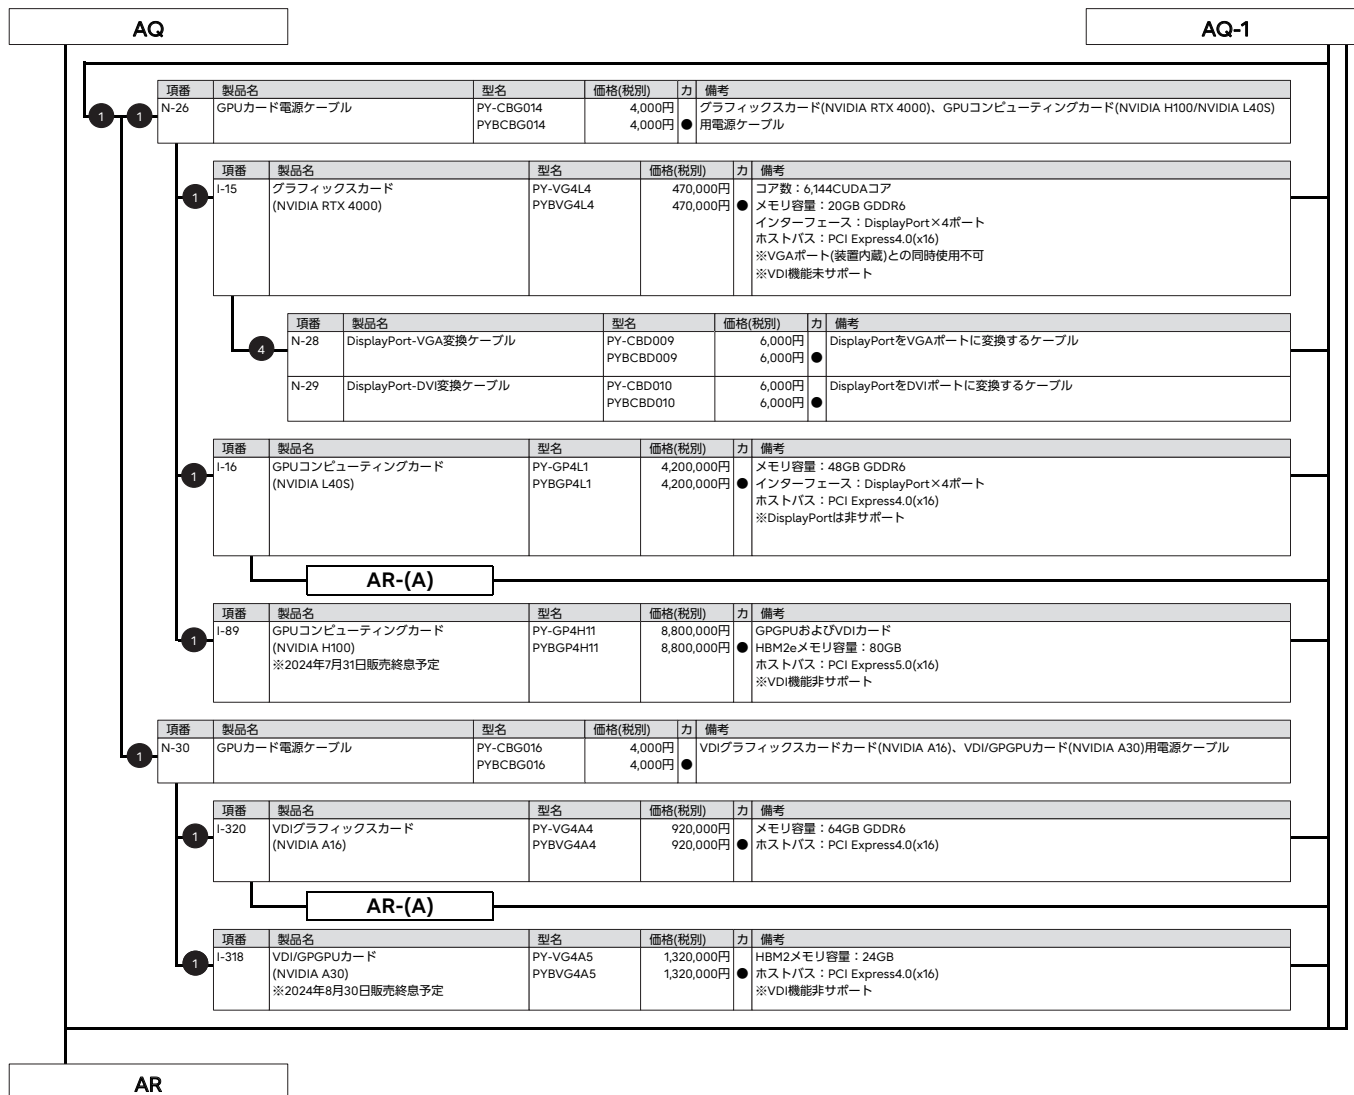 AQ
AQ-1
項番 製品名 型名 価格(税別) カ 備考
1 1 N-26 GPUカード電源ケーブル PY-CBG014 4,000円 グラフィックスカード(NVIDIA RTX 4000)、GPUコンピューティングカード(NVIDIA H100/NVIDIA L40S)
PYBCBG014 4,000円 ● 用電源ケーブル
項番 製品名 型名 価格(税別) カ 備考
1 I-15 グラフィックスカード PY-VG4L4 470,000円 コア数:6,144CUDAコア
(NVIDIA RTX 4000) PYBVG4L4 470,000円 ● メモリ容量:20GB GDDR6
インターフェース:DisplayPort×4ポート
ホストバス:PCI Express4.0(x16)
※VGAポート(装置内蔵)との同時使用不可
※VDI機能未サポート
項番 製品名 型名 価格(税別) カ 備考
4 N-28 DisplayPort-VGA変換ケーブル PY-CBD009 6,000円 DisplayPortをVGAポートに変換するケーブル
PYBCBD009 6,000円 ●
N-29 DisplayPort-DVI変換ケーブル PY-CBD010 6,000円 DisplayPortをDVIポートに変換するケーブル
PYBCBD010 6,000円 ●
項番 製品名 型名 価格(税別) カ 備考
1 I-16 GPUコンピューティングカード PY-GP4L1 4,200,000円 メモリ容量:48GB GDDR6
(NVIDIA L40S) PYBGP4L1 4,200,000円 ● インターフェース:DisplayPort×4ポート
ホストバス:PCI Express4.0(x16)
※DisplayPortは非サポート
AR-(A)
項番 製品名 型名 価格(税別) カ 備考
1 I-89 GPUコンピューティングカード PY-GP4H11 8,800,000円 GPGPUおよびVDIカード
(NVIDIA H100) PYBGP4H11 8,800,000円 ● HBM2eメモリ容量:80GB
※2024年7月31日販売終息予定 ホストバス:PCI Express5.0(x16)
※VDI機能非サポート
項番 製品名 型名 価格(税別) カ 備考
1 N-30 GPUカード電源ケーブル PY-CBG016 4,000円 VDIグラフィックスカードカード(NVIDIA A16)、VDI/GPGPUカード(NVIDIA A30)用電源ケーブル
PYBCBG016 4,000円 ●
項番 製品名 型名 価格(税別) カ 備考
1 I-320 VDIグラフィックスカード PY-VG4A4 920,000円 メモリ容量:64GB GDDR6
(NVIDIA A16) PYBVG4A4 920,000円 ● ホストバス:PCI Express4.0(x16)
AR-(A)
項番 製品名 型名 価格(税別) カ 備考
1 I-318 VDI/GPGPUカード PY-VG4A5 1,320,000円 HBM2メモリ容量:24GB
(NVIDIA A30) PYBVG4A5 1,320,000円 ● ホストバス:PCI Express4.0(x16)
※2024年8月30日販売終息予定 ※VDI機能非サポート
AR